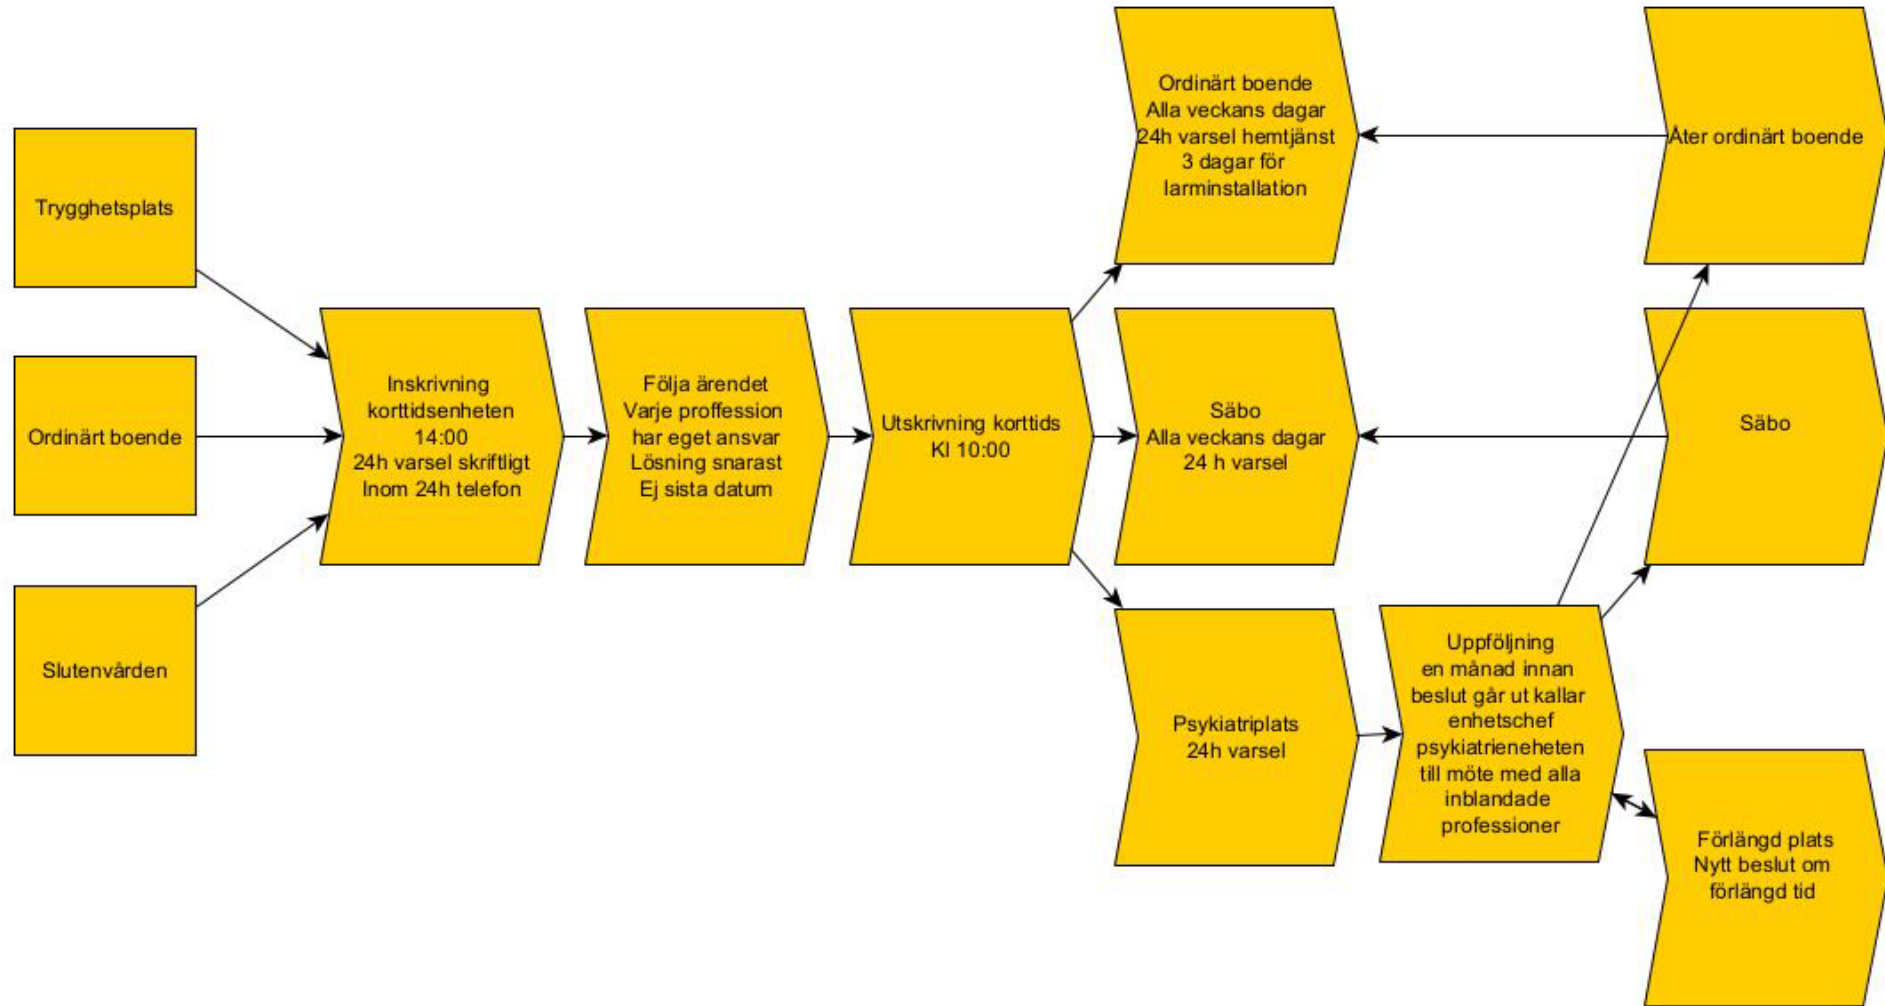 Trygghetsplats
Ordinärt boende
Slutenvården
Inskrivning
korttidsenheten
14:00
24h varsel skriftligt
Inom 24h telefon
Följa ärendet
Varje proffession
har eget ansvar
Lösning snarast
Ej sista datum
Utskrivning korttids
Kl 10:00
Ordinärt boende
Alla veckans dagar
24h varsel hemtjänst
3 dagar för
larminstallation
Säbo
Alla veckans dagar
24 h varsel
Psykiatriplats
24h varsel
Uppföljning
en månad innan
beslut går ut kallar
enhetschef
psykiatrieneheten
till möte med alla
inblandade
professioner
Åter ordinärt boende
Säbo
Förlängd plats
Nytt beslut om
förlängd tid